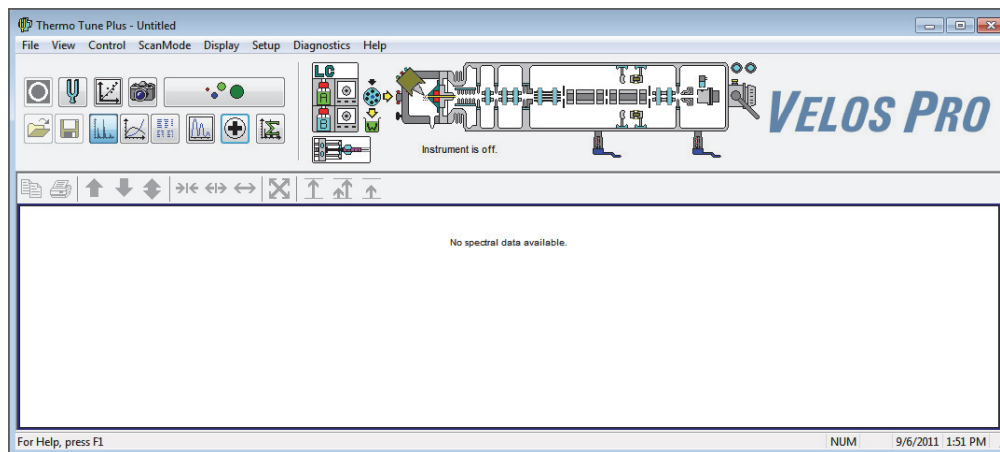 Thermo Tune Plus - Untitled
File View Control ScanMode Display Setup Diagnostics Help
LC
A
B
VELOS PRO
Instrument is off.
No spectral data available.
For Help, press F1 NUM 9/6/2011 1:51 PM